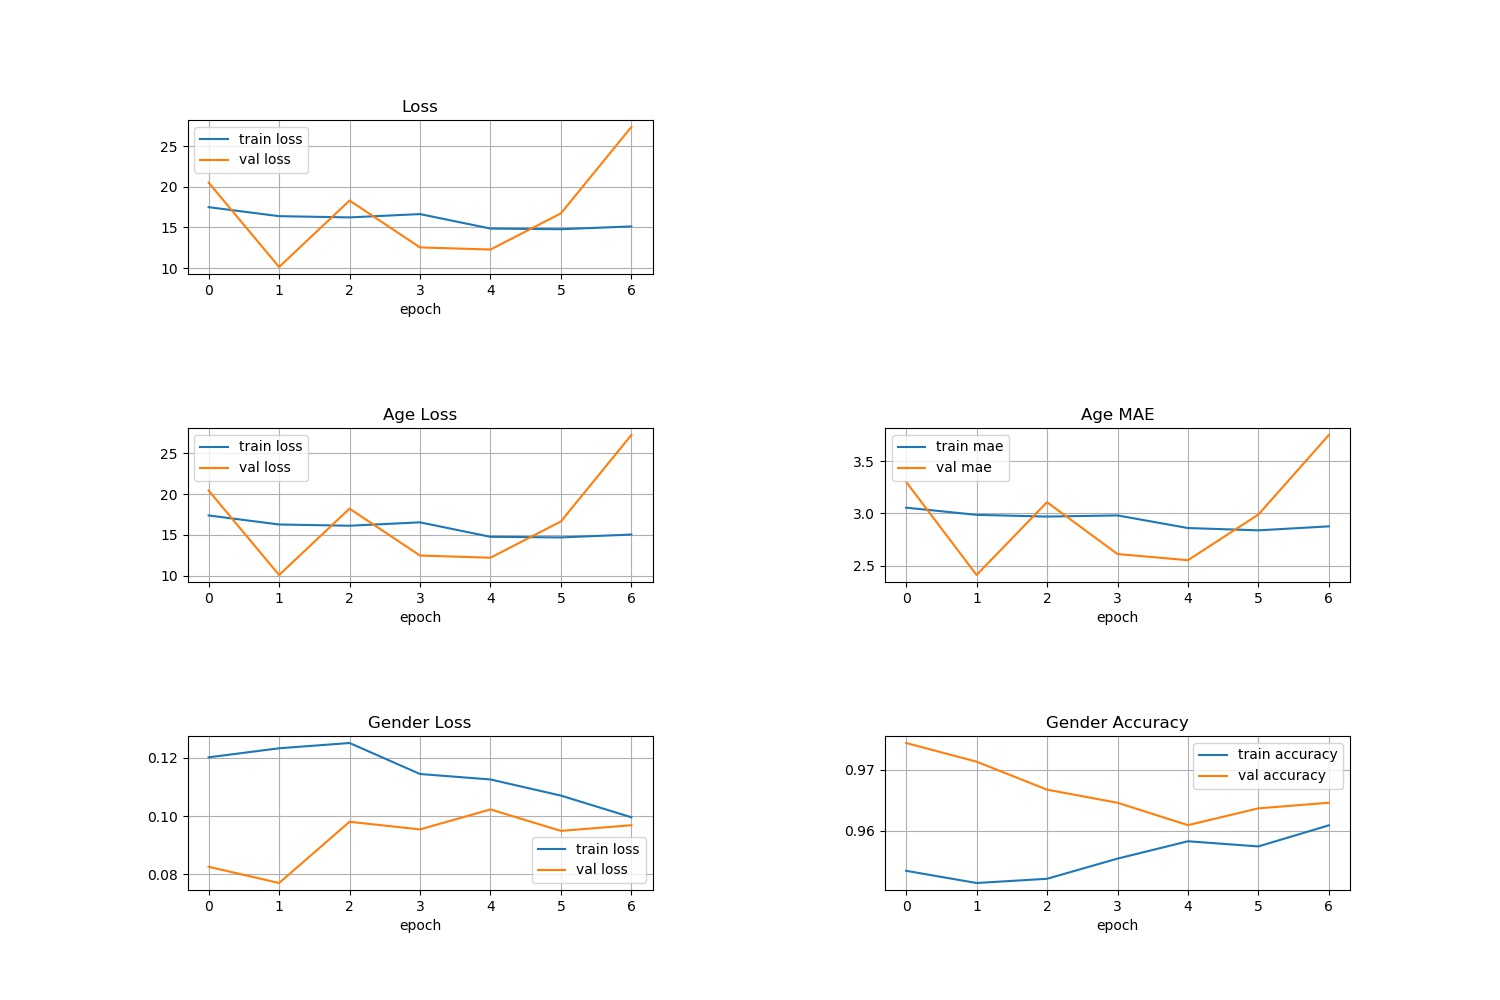 Loss
train loss
val loss
25
20
15
10
0 1 2 3 4 5 6
epoch
Age Loss
train loss
val loss
25
20
15
10
0 1 2 3 4 5 6
epoch
Age MAE
train mae
val mae
3.5
3.0
2.5
0 1 2 3 4 5 6
epoch
Gender Loss
0.12
0.10
0.08
train loss
val loss
0 1 2 3 4 5 6
epoch
Gender Accuracy
train accuracy
val accuracy
0.97
0.96
0 1 2 3 4 5 6
epoch